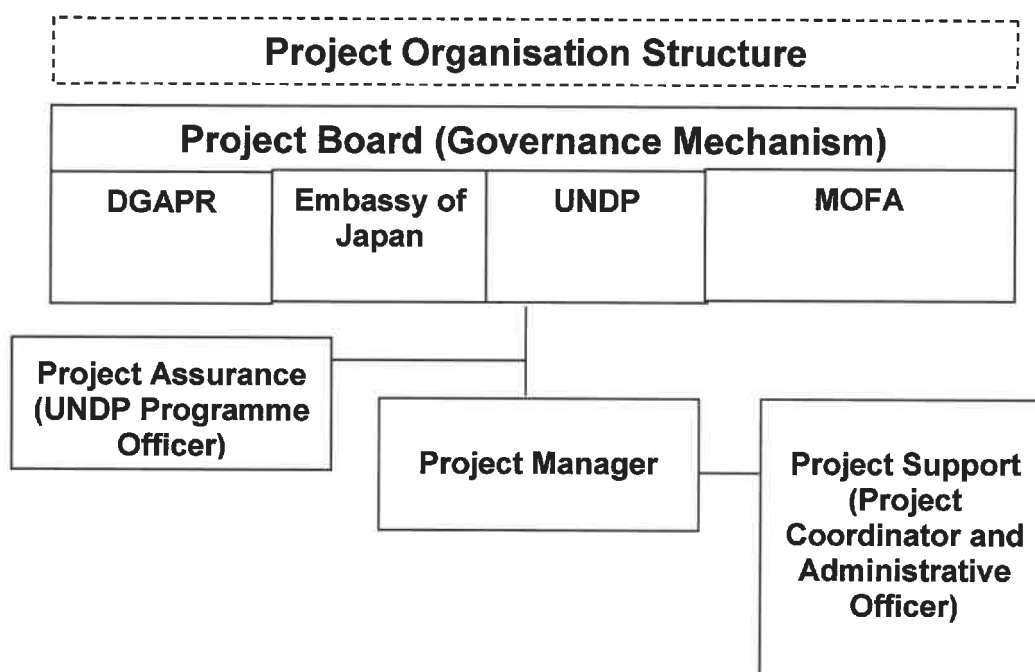 Project Organisation Structure
Project Board (Governance Mechanism)
DGAPR
Embassy of
Japan
UNDP
MOFA
Project Assurance
(UNDP Programme
Officer)
Project Manager
Project Support
(Project
Coordinator and
Administrative
Officer)